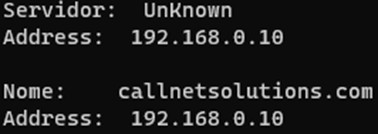 Servidor:  UnKnown
Address:  192.168.0.10

Nome:    callnetsolutions.com
Address:  192.168.0.10